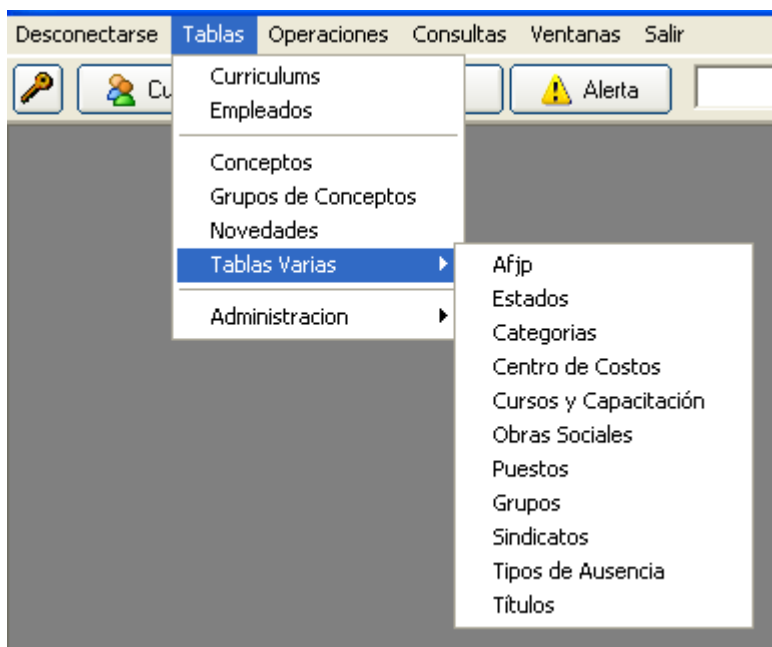 Desconectarse Tablas Operaciones Consultas Ventanas Salir
Alerta
Curriculums
Empleados
Conceptos
Grupos de Conceptos
Novedades
Tablas Varias
Administracion
Afjp
Estados
Categorias
Centro de Costos
Cursos y Capacitación
Obras Sociales
Puestos
Grupos
Sindicatos
Tipos de Ausencia
Títulos